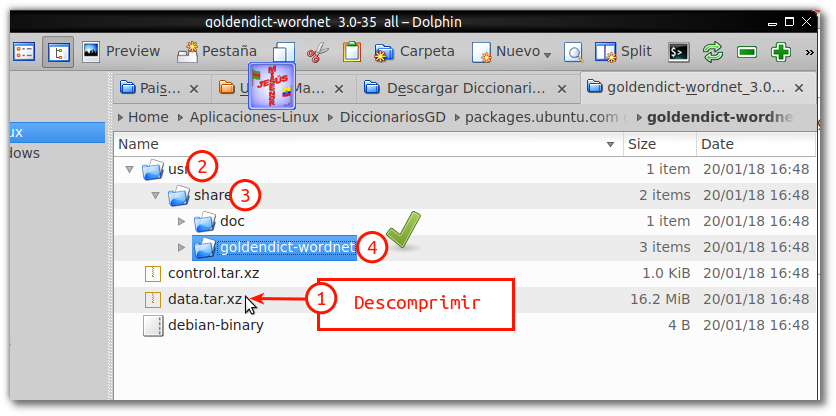 goldendict-wordnet_3.0-35_all – Dolphin
Preview Pestaña Carpeta Nuevo Split »
Pais... Ma... Descargar Diccionari... goldendict-wordnet_3.0...
Home Aplicaciones-Linux DiccionariosGD packages.ubuntu.com goldendict-wordne
Name Size Date
ux
dows
us 2 1 item 20/01/18 16:48
share 3 2 items 20/01/18 16:48
doc 1 item 20/01/18 16:48
goldendict-wordnet 4 3 items 20/01/18 16:48
control.tar.xz 1.0 KiB 20/01/18 16:48
data.tar.xz 1 Descomprimir 16.2 MiB 20/01/18 16:48
debian-binary 4 B 20/01/18 16:48